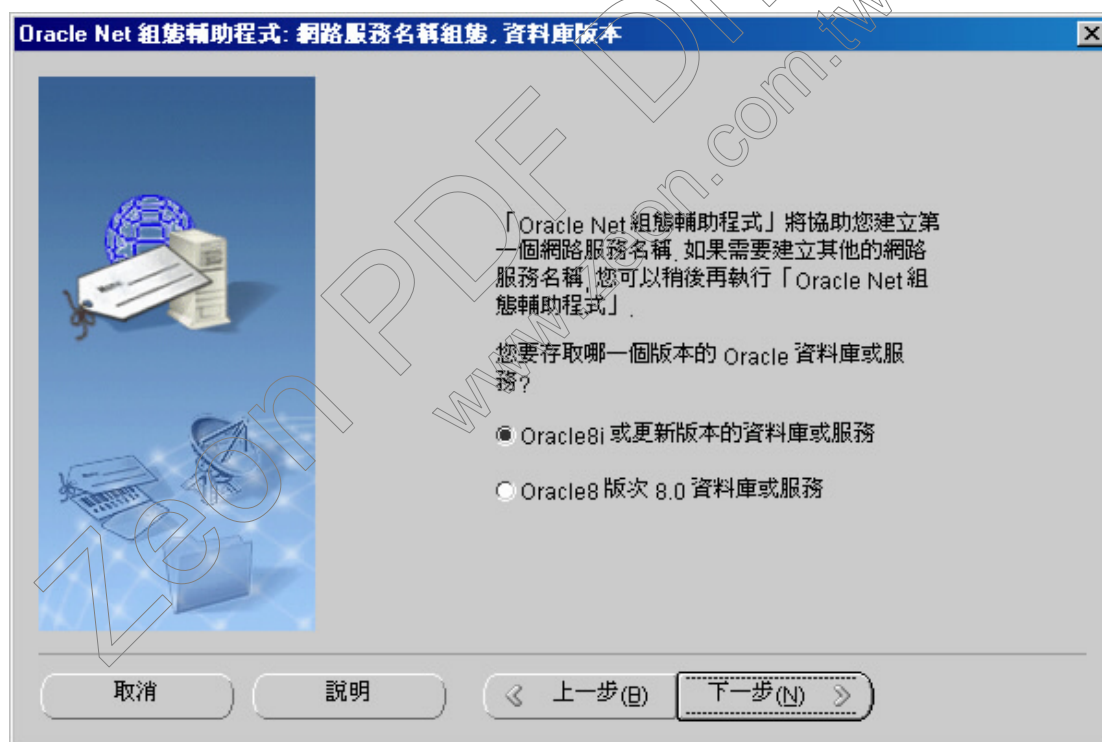 Oracle Net 組態輔助程式: 網路服務名稱組態, 資料庫版本
「Oracle Net 組態輔助程式」將協助您建立第
一個網路服務名稱. 如果需要建立其他的網路
服務名稱, 您可以稍後再執行「Oracle Net 組
態輔助程式」.
您要存取哪一個版本的 Oracle 資料庫或服
務?
Oracle8i 或更新版本的資料庫或服務
Oracle8 版次 8.0 資料庫或服務
取消
說明
上一步(B)
下一步(N)
Zeon PDF D
www.zeon.com.tw